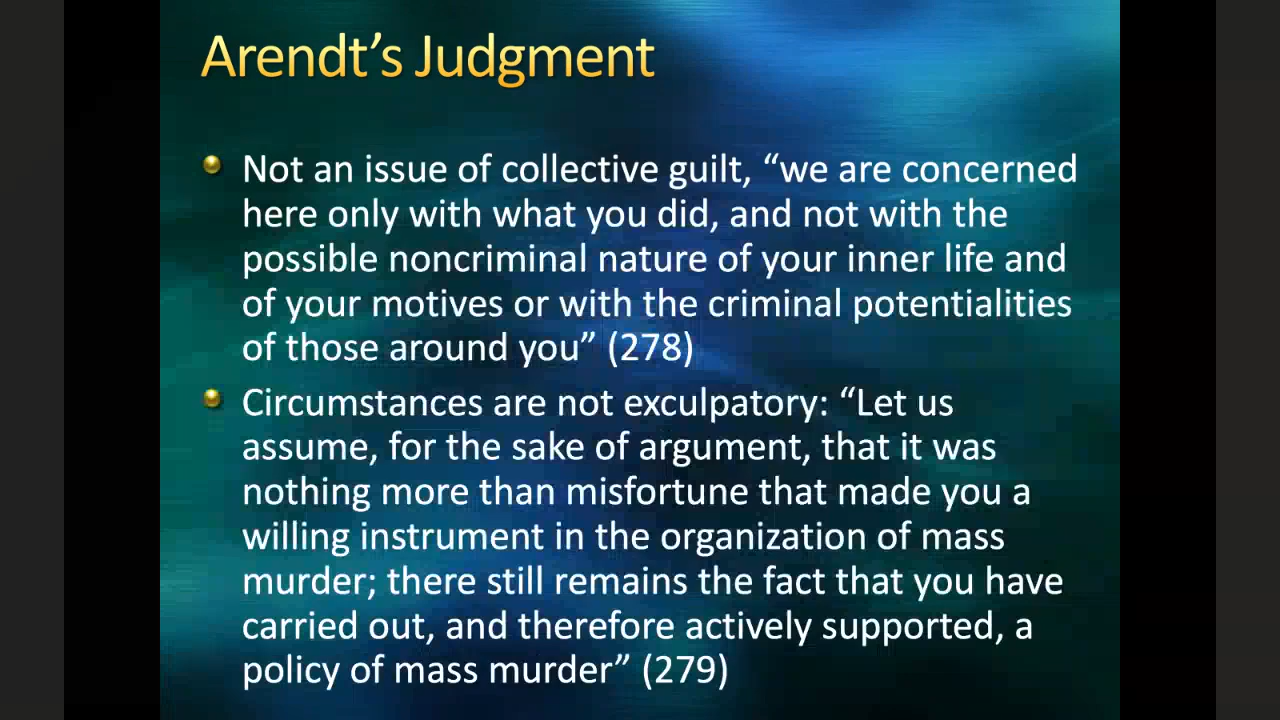 Arendt’s Judgment
Not an issue of collective guilt, “we are concerned
here only with what you did, and not with the
possible noncriminal nature of your inner life and
of your motives or with the criminal potentialities
of those around you” (278)
Circumstances are not exculpatory: “Let us
assume, for the sake of argument, that it was
nothing more than misfortune that made you a
willing instrument in the organization of mass
murder; there still remains the fact that you have
carried out, and therefore actively supported, a
policy of mass murder” (279)